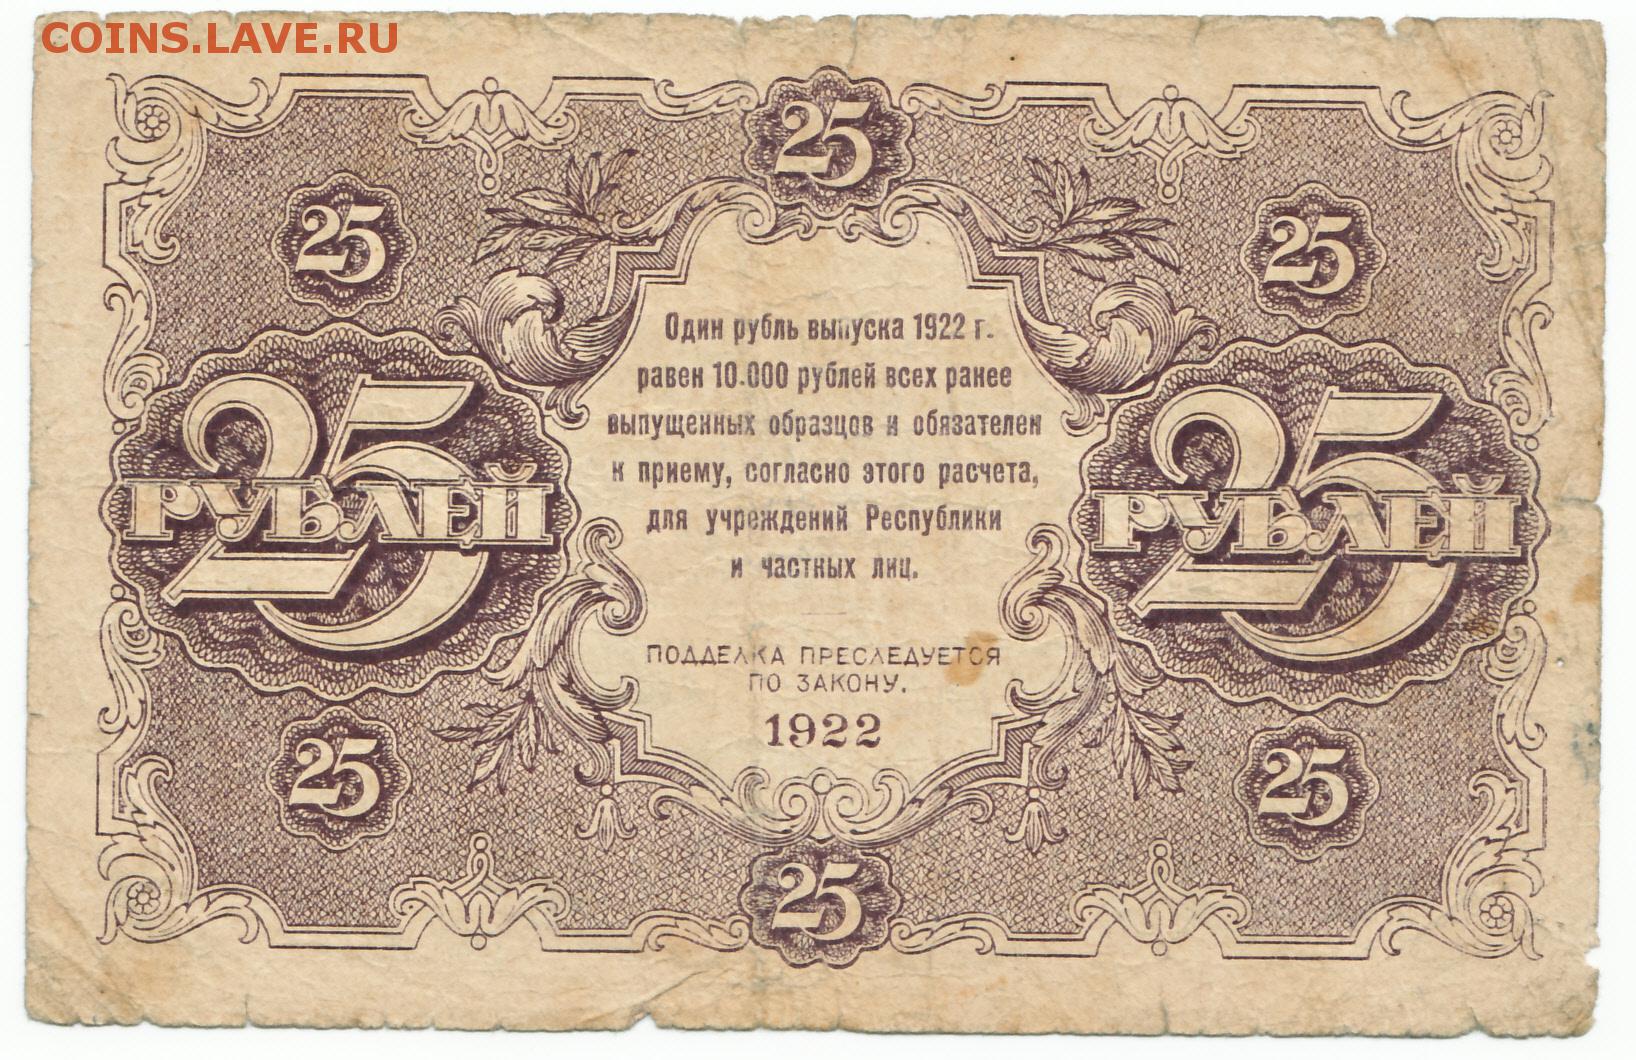 COINS.LAVE.RU
25
25
25
Один рубль выпуска 1922 г.
равен 10.000 рублей всех ранее
выпущенных образцов и обязателен
к приему, согласно этого расчета,
для учреждений Республики
и частных лиц.
25
РУБЛЕЙ
25
РУБЛЕЙ
ПОДДЕЛКА ПРЕСЛЕДУЕТСЯ
ПО ЗАКОНУ.
1922
25
25
25